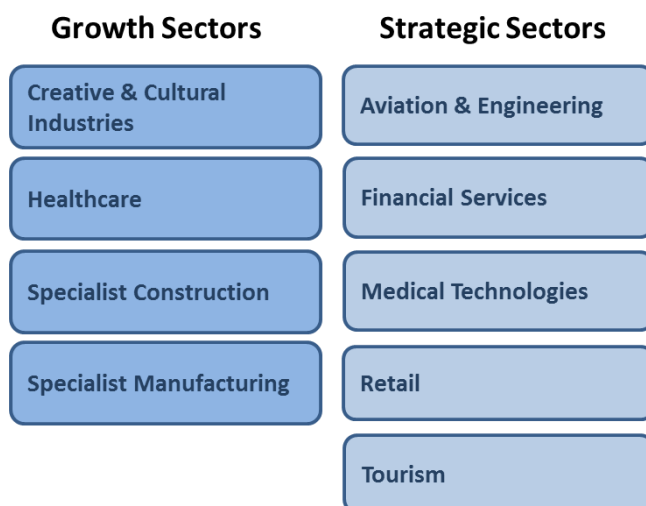 Growth Sectors
Creative & Cultural
Industries
Healthcare
Specialist Construction
Specialist Manufacturing
Strategic Sectors
Aviation & Engineering
Financial Services
Medical Technologies
Retail
Tourism